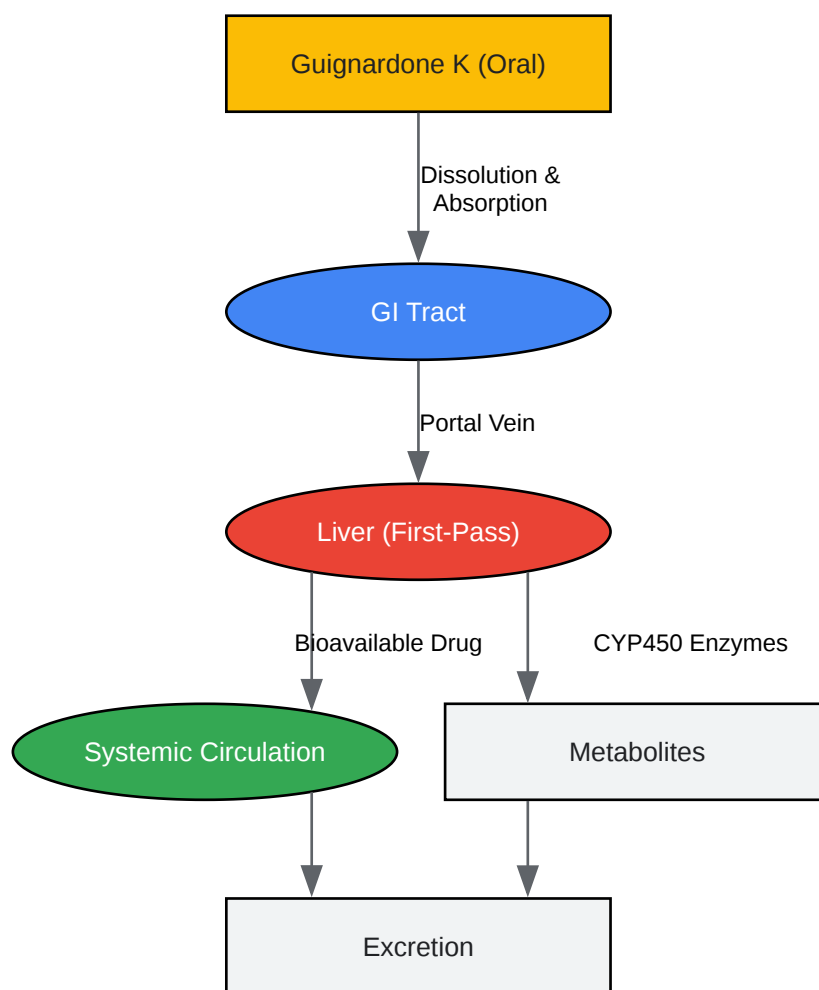 Guignardone K (Oral)
Dissolution &
Absorption
GI Tract
Portal Vein
Liver (First-Pass)
Bioavailable Drug
CYP450 Enzymes
Systemic Circulation
Metabolites
Excretion